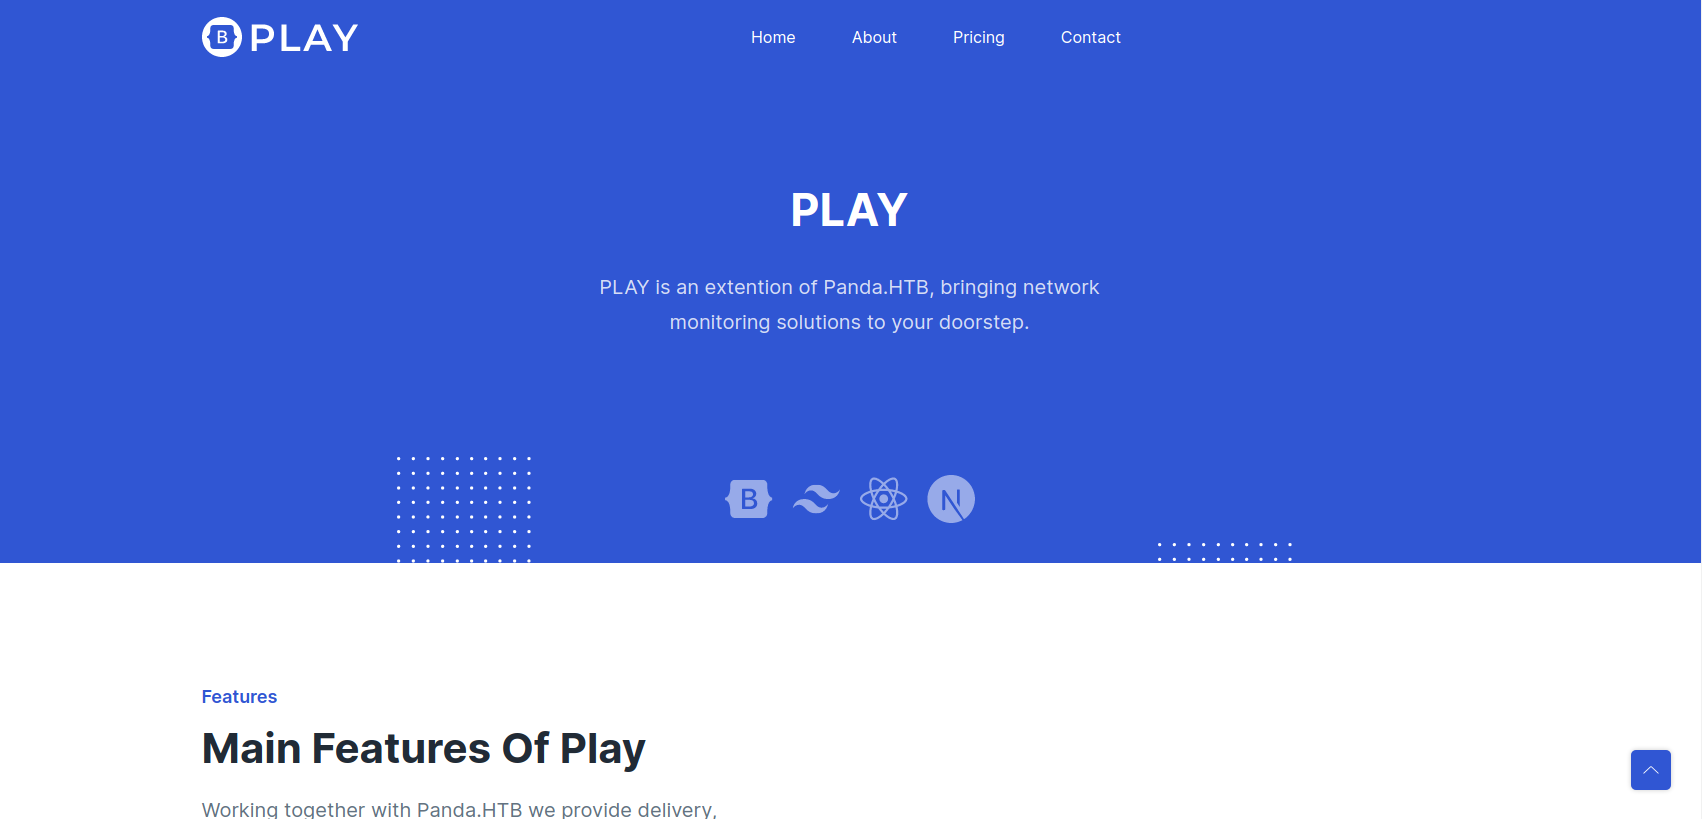 B PLAY Home About Pricing Contact
PLAY
PLAY is an extention of Panda.HTB, bringing network
monitoring solutions to your doorstep.
B N
Features
Main Features Of Play
Working together with Panda.HTB we provide delivery,